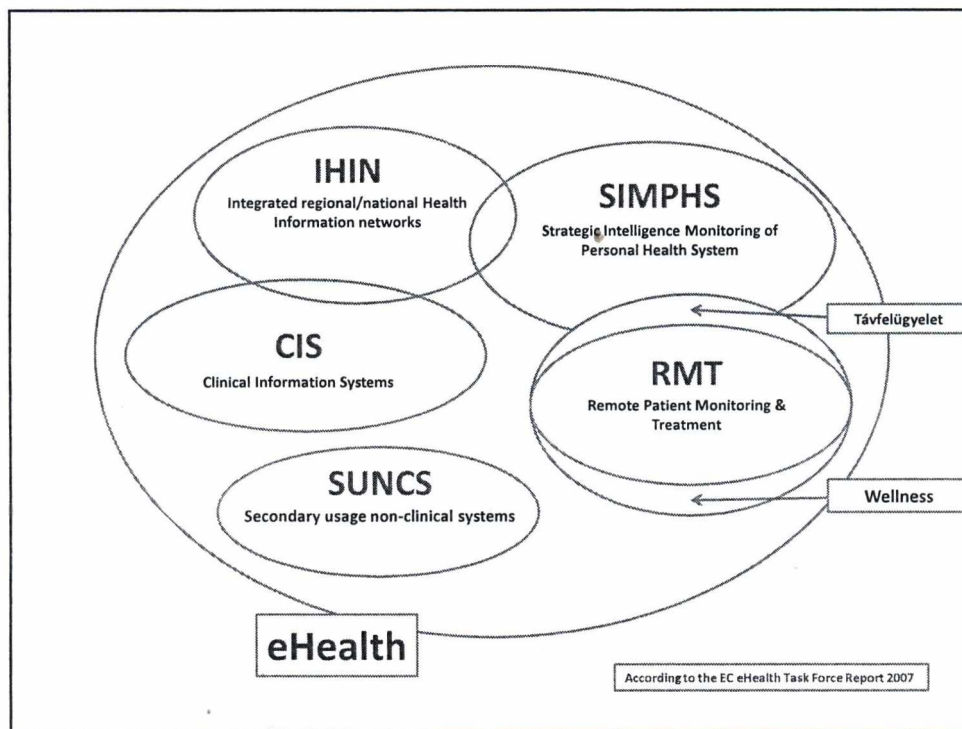 IHIN
Integrated regional/national Health
Information networks
SIMPHS
Strategic Intelligence Monitoring of
Personal Health System
CIS
Clinical Information Systems
Távfelügyelet
RMT
Remote Patient Monitoring &
Treatment
SUNCS
Secondary usage non-clinical systems
Wellness
eHealth
According to the EC eHealth Task Force Report 2007